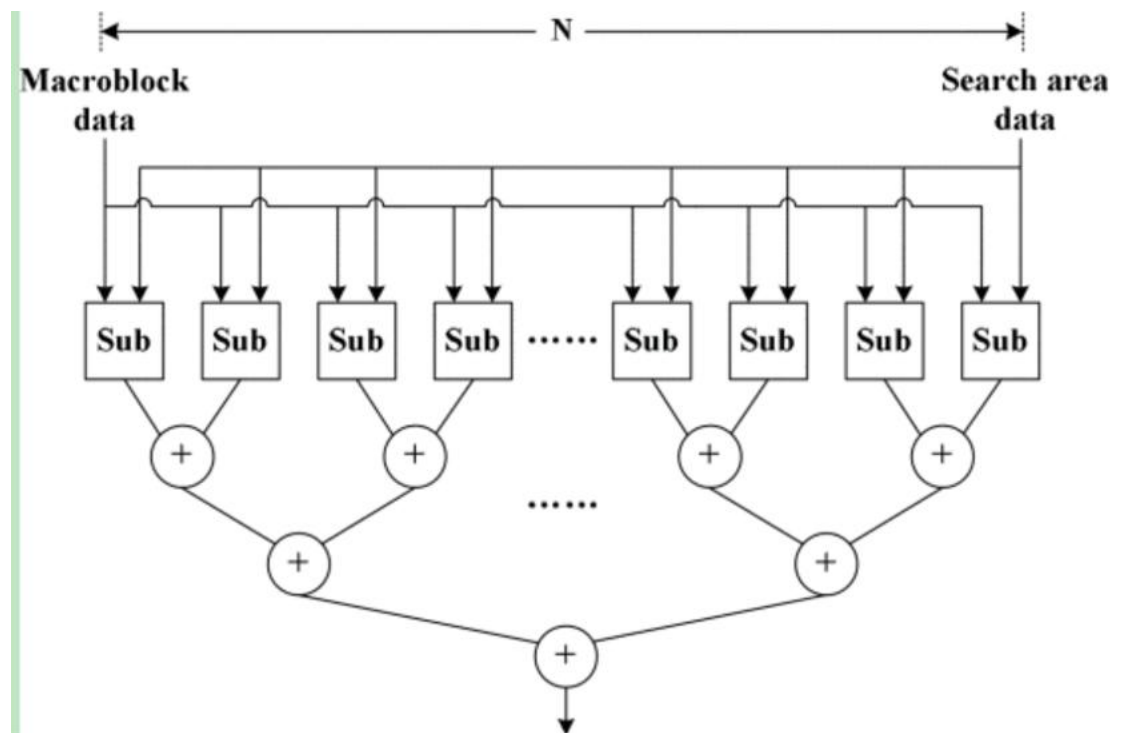 N
Macroblock
data
Search area
data
Sub Sub Sub Sub ...... Sub Sub Sub Sub
+ + + +
......
+ +
+